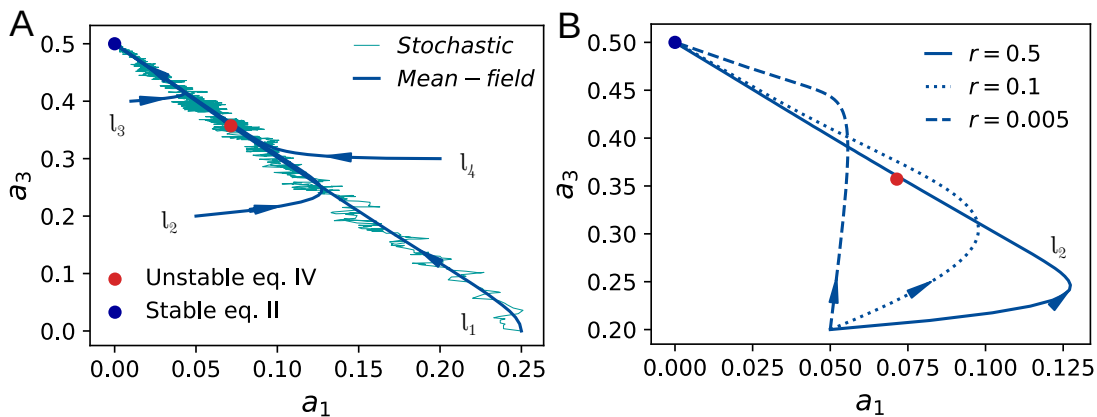 A
0.5
0.4
0.3
0.2
0.1
0.0
a3
Stochastic
Mean – field
l3
l4
l2
l1
Unstable eq. IV
Stable eq. II
0.00 0.05 0.10 0.15 0.20 0.25
a1
B
0.50
0.45
0.40
0.35
0.30
0.25
0.20
a3
r = 0.5
r = 0.1
r = 0.005
l2
0.000 0.025 0.050 0.075 0.100 0.125
a1